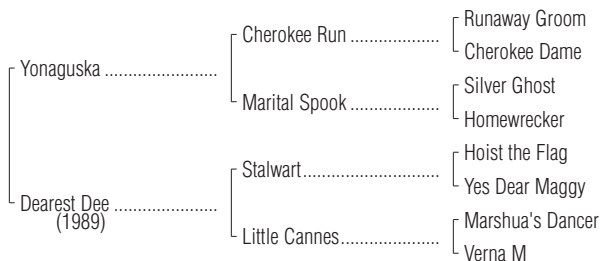 Runaway Groom
Cherokee Run ....................
Cherokee Dame
Yonaguska .........................
Silver Ghost
Marital Spook ....................
Homewrecker
Hoist the Flag
Stalwart...............................
Yes Dear Maggy
Dearest Dee .......................
(1989)
Marshua's Dancer
Little Cannes......................
Verna M